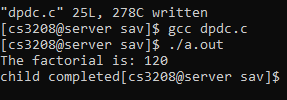 "dpdc.c" 25L, 278C written
[cs3208@server sav]$ gcc dpdc.c
[cs3208@server sav]$ ./a.out
The factorial is: 120
child completed[cs3208@server sav]$